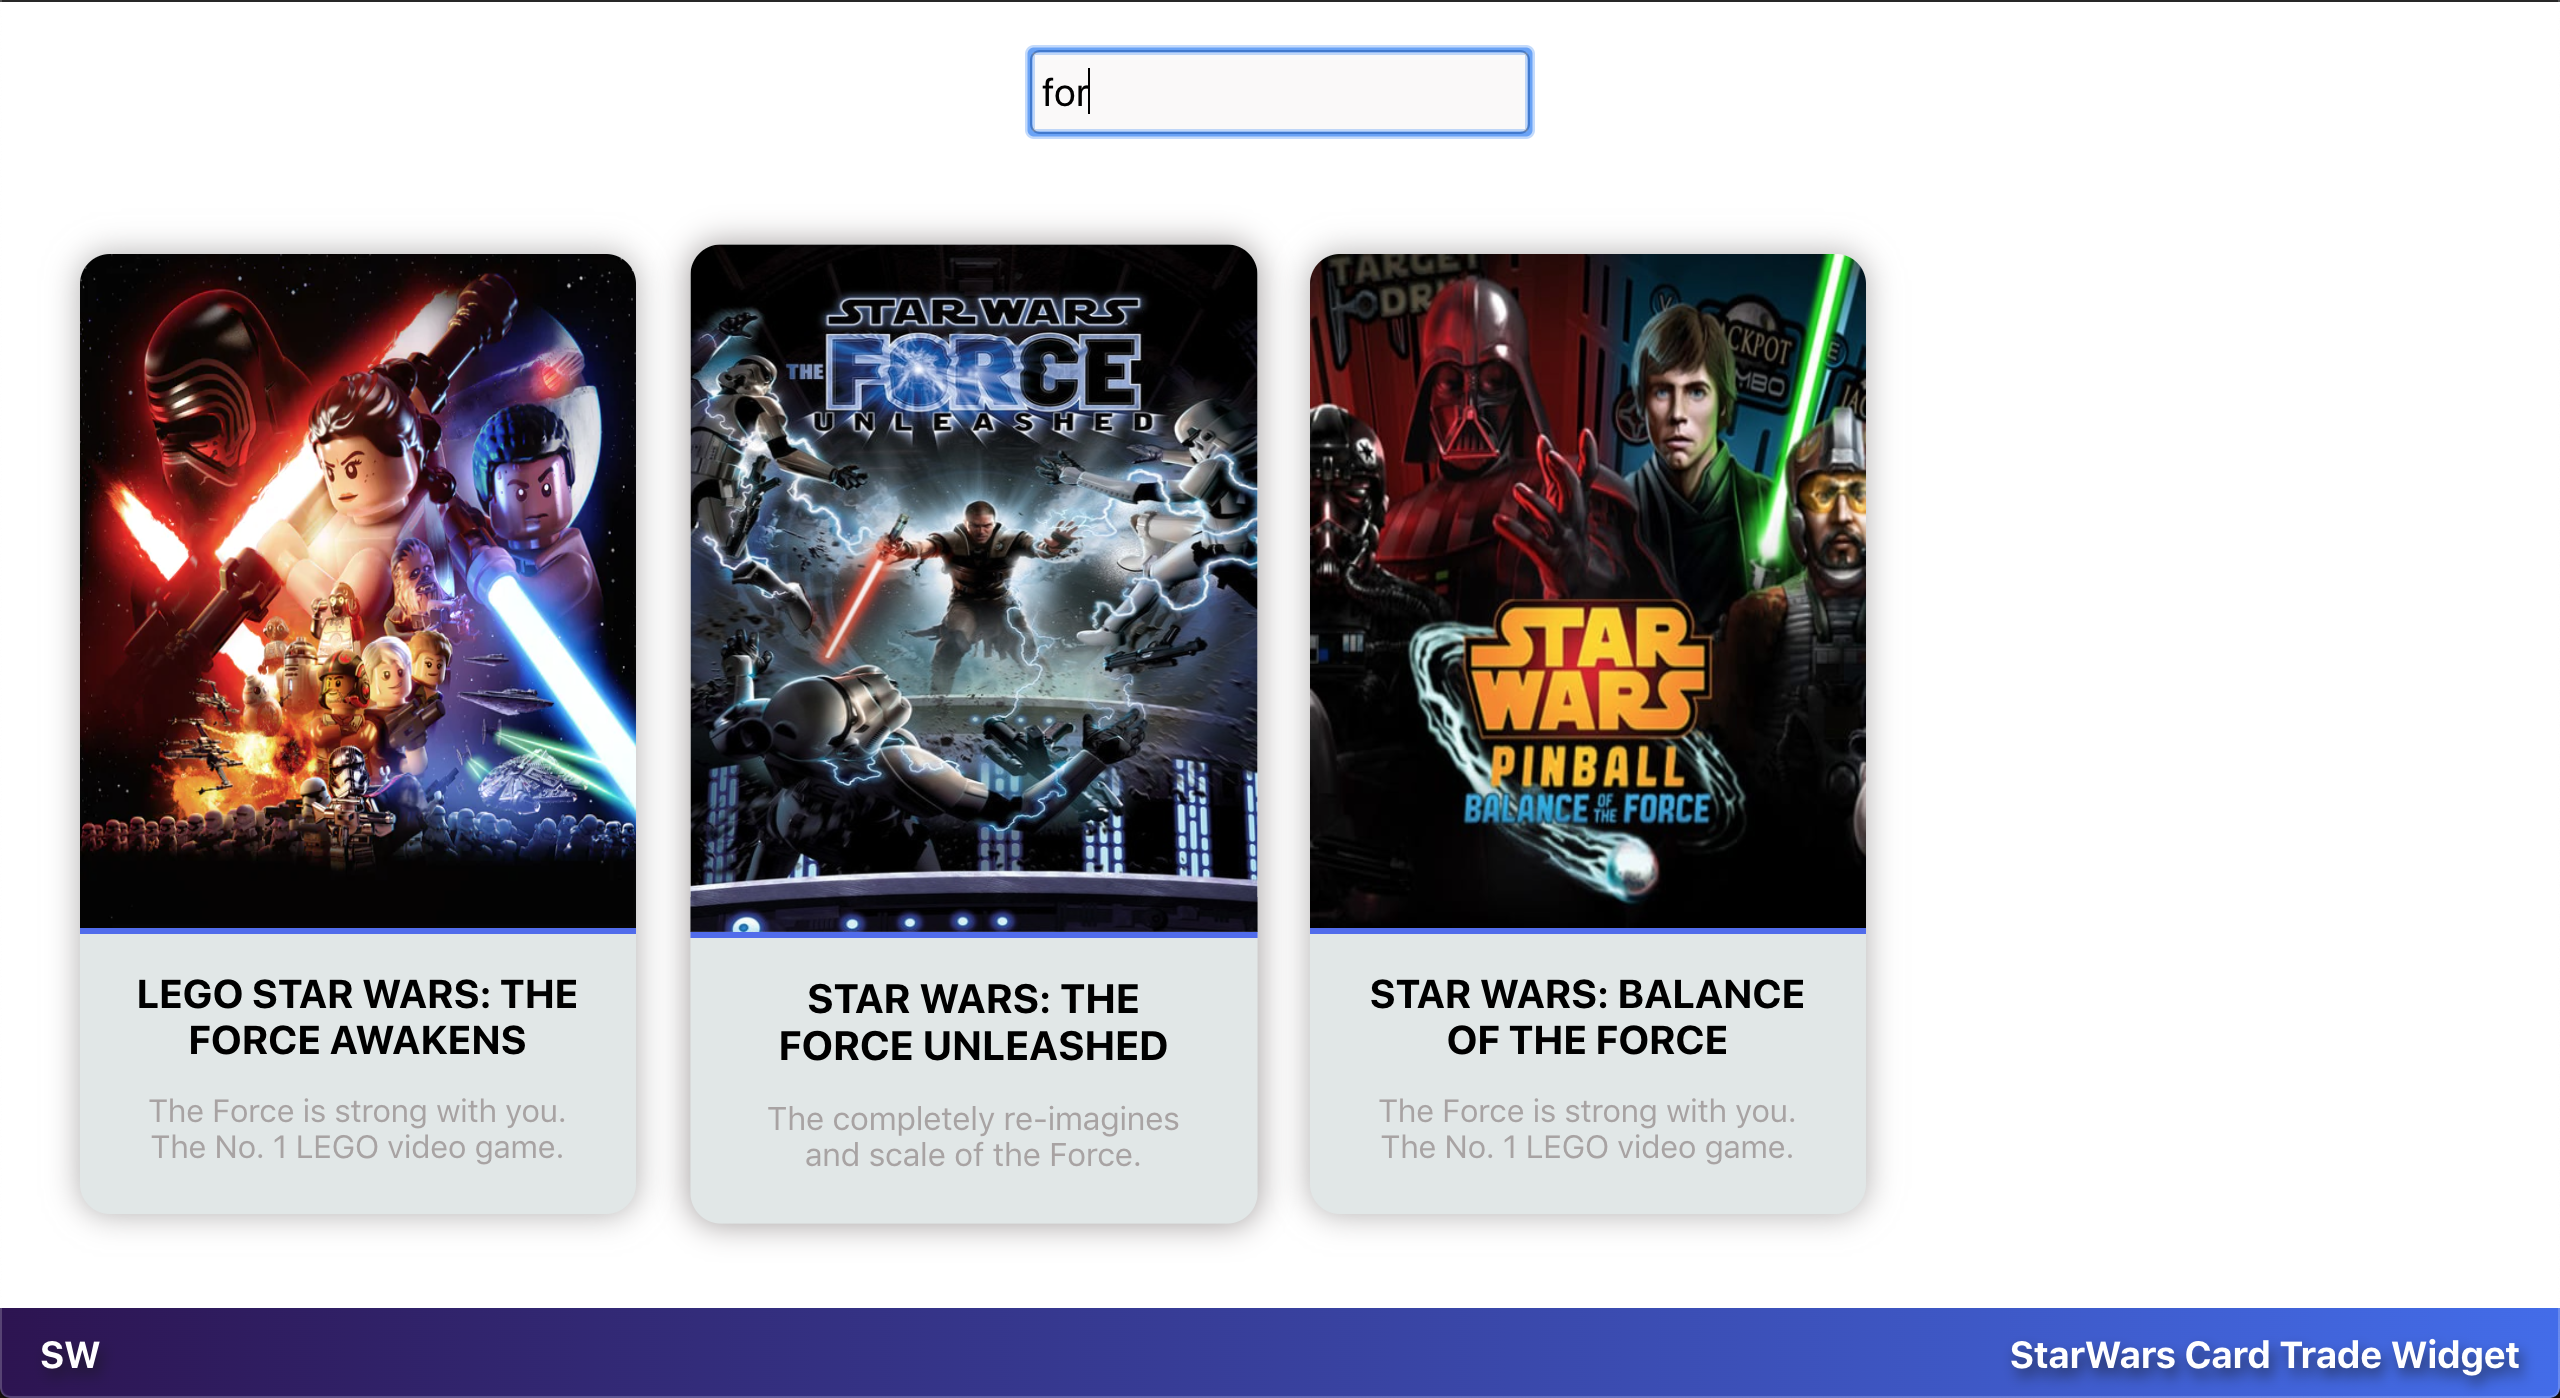 for
STAR WARS
THE FORCE
UNLEASHED
TARGET
CKPOT
MBO
STAR
WARS
PINBALL
BALANCE OF THE FORCE
LEGO STAR WARS: THE
FORCE AWAKENS
The Force is strong with you.
The No. 1 LEGO video game.
STAR WARS: THE
FORCE UNLEASHED
The completely re-imagines
and scale of the Force.
STAR WARS: BALANCE
OF THE FORCE
The Force is strong with you.
The No. 1 LEGO video game.
SW
StarWars Card Trade Widget